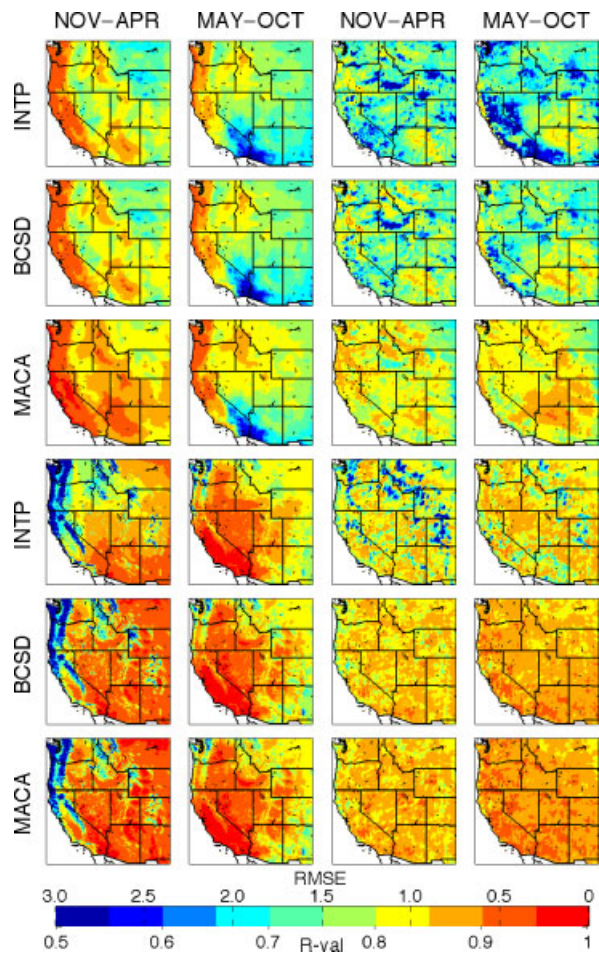 NOV-APR MAY-OCT NOV-APR MAY-OCT
INTP
BCSD
MACA
INTP
BCSD
MACA
RMSE
3.0 2.5 2.0 1.5 1.0 0.5 0
0.5 0.6 0.7 0.8 0.9 1
R-val